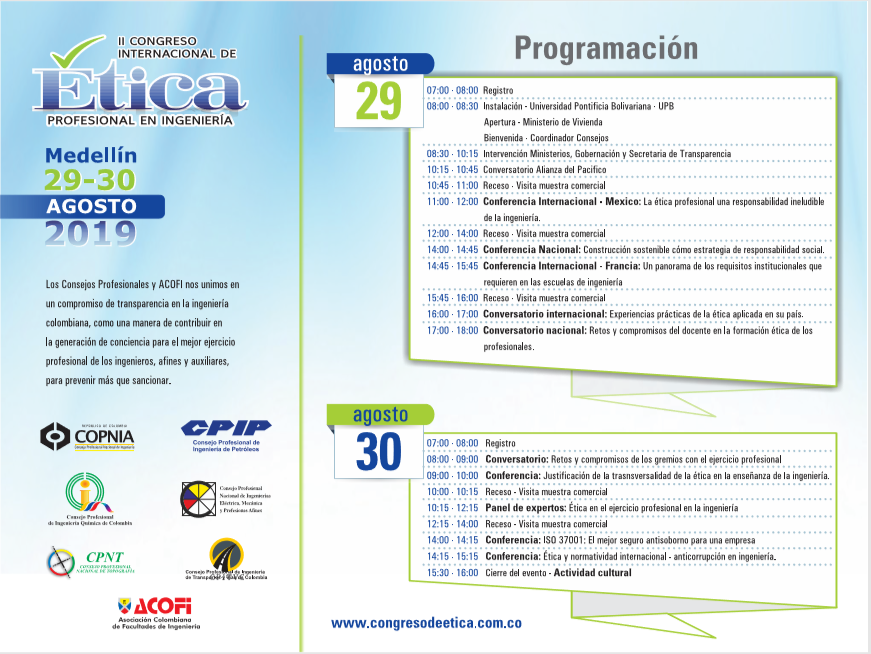 II CONGRESO
INTERNACIONAL DE
Ética
PROFESIONAL EN INGENIERÍA
Medellín
29-30
AGOSTO
2019
Los Consejos Profesionales y ACOFI nos unimos en
un compromiso de transparencia en la ingeniería
colombiana, como una manera de contribuir en
la generación de conciencia para el mejor ejercicio
profesional de los ingenieros, afines y auxiliares,
para prevenir más que sancionar.
REPÚBLICA DE COLOMBIA
COPNIA
Consejo Profesional Nacional de Ingeniería
CPIP
Consejo Profesional de
Ingeniería de Petróleos
Consejo Profesional
de Ingeniería Química de Colombia
Consejo Profesional
Nacional de Ingenierías
Eléctrica, Mecánica
y Profesiones Afines
CPNT
CONSEJO PROFESIONAL
NACIONAL DE TOPOGRAFÍA
Consejo Profesional de Ingeniería
de Transporte y Vías de Colombia
ACOFI
Asociación Colombiana
de Facultades de Ingeniería
Programación
agosto
29
07:00 - 08:00 Registro
08:00 - 08:30 Instalación - Universidad Pontificia Bolivariana - UPB
Apertura - Ministerio de Vivienda
Bienvenida - Coordinador Consejos
08:30 - 10:15 Intervención Ministerios, Gobernación y Secretaria de Transparencia
10:15 - 10:45 Conversatorio Alianza del Pacifico
10:45 - 11:00 Receso - Visita muestra comercial
11:00 - 12:00 Conferencia Internacional - Mexico: La ética profesional una responsabilidad ineludible
de la ingeniería.
12:00 - 14:00 Receso - Visita muestra comercial
14:00 - 14:45 Conferencia Nacional: Construcción sostenible cómo estrategia de responsabilidad social.
14:45 - 15:45 Conferencia Internacional - Francia: Un panorama de los requisitos institucionales que
requieren en las escuelas de ingeniería
15:45 - 16:00 Receso - Visita muestra comercial
16:00 - 17:00 Conversatorio internacional: Experiencias prácticas de la ética aplicada en su país.
17:00 - 18:00 Conversatorio nacional: Retos y compromisos del docente en la formación ética de los
profesionales.
agosto
30
07:00 - 08:00 Registro
08:00 - 09:00 Conversatorio: Retos y compromisos de los gremios con el ejercicio profesional
09:00 - 10:00 Conferencia: Justificación de la trasnsversalidad de la ética en la enseñanza de la ingeniería.
10:00 - 10:15 Receso - Visita muestra comercial
10:15 - 12:15 Panel de expertos: Ética en el ejercicio profesional en la ingeniería
12:15 - 14:00 Receso - Visita muestra comercial
14:00 - 14:15 Conferencia: ISO 37001: El mejor seguro antisoborno para una empresa
14:15 - 15:15 Conferencia: Ética y normatividad internacional - anticorrupción en ingeniería.
15:30 - 16:00 Cierre del evento - Actividad cultural
www.congresodeetica.com.co